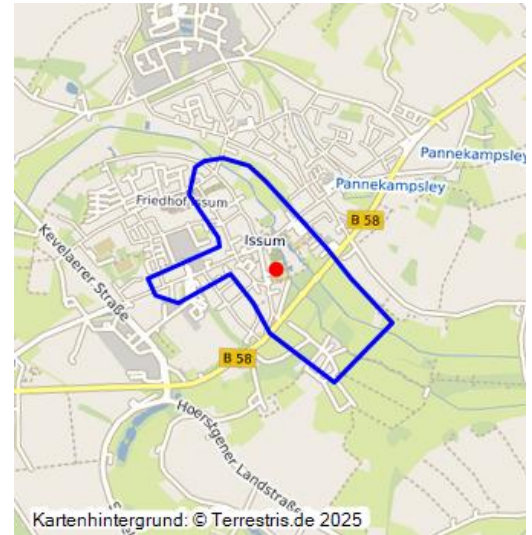 Pannekampsley
Pannekampsley
Friedhof Issum
B 58
Issum
Kevelaerer Straße
B 58
Hoerstgener Landstraße
Kartenhintergrund: © Terrestris.de 2025